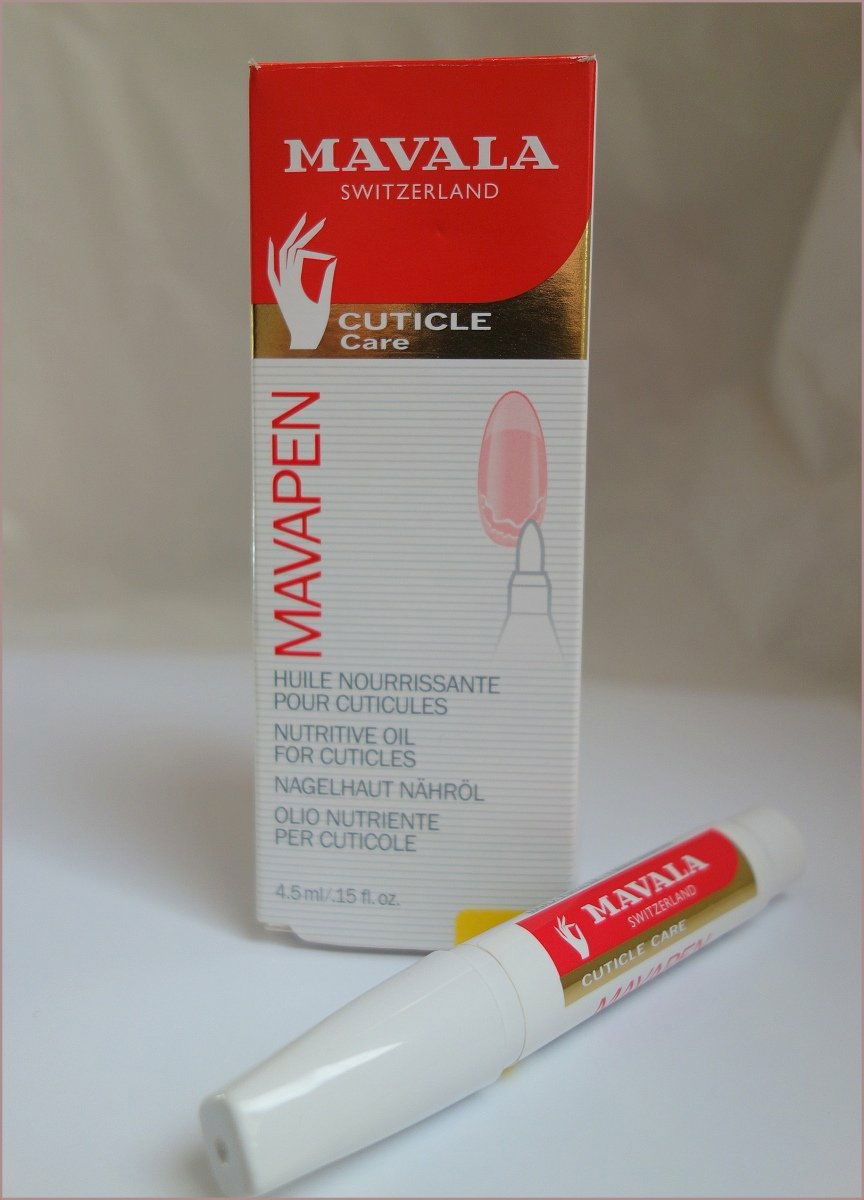 MAVALA
SWITZERLAND
CUTICLE
Care
MAVAPEN
HUILE NOURRISSANTE
POUR CUTICULES
NUTRITIVE OIL
FOR CUTICLES
NAGELHAUT NÄHRÖL
OLIO NUTRIENTE
PER CUTICOLE
4.5 ml/.15 fl. oz.
MAVALA
SWITZERLAND
CUTICLE CARE
MAVAPEN